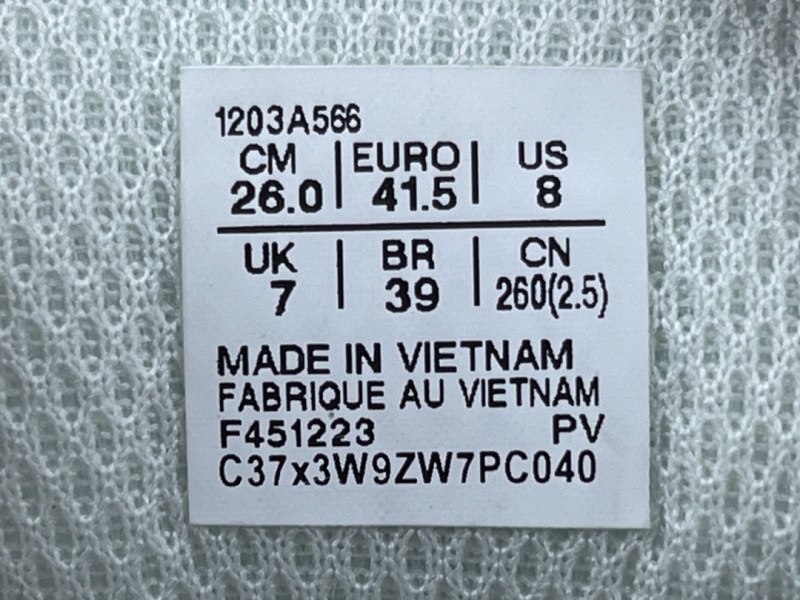 1203A566
CM | EURO | US
26.0 | 41.5 | 8
UK | BR | CN
7 | 39 | 260(2.5)
MADE IN VIETNAM
FABRIQUE AU VIETNAM
F451223 PV
C37x3W9ZW7PC040